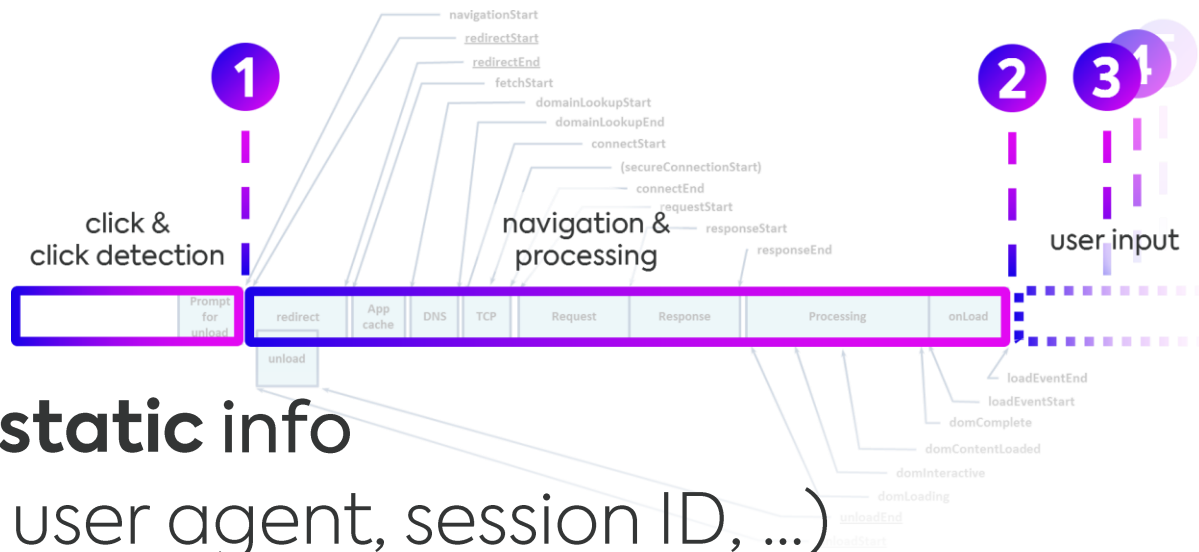 navigationStart
redirectStart
redirectEnd
fetchStart
domainLookupStart
domainLookupEnd
connectStart
(secureConnectionStart)
connectEnd
requestStart
responseStart
responseEnd
1
2
3
4
5
click &
click detection
navigation &
processing
user input
Prompt
for
unload
redirect
App
cache
DNS
TCP
Request
Response
Processing
onLoad
unload
loadEventEnd
loadEventStart
domComplete
domContentLoaded
domInteractive
domLoading
unloadEnd
static info
user agent, session ID, ...)